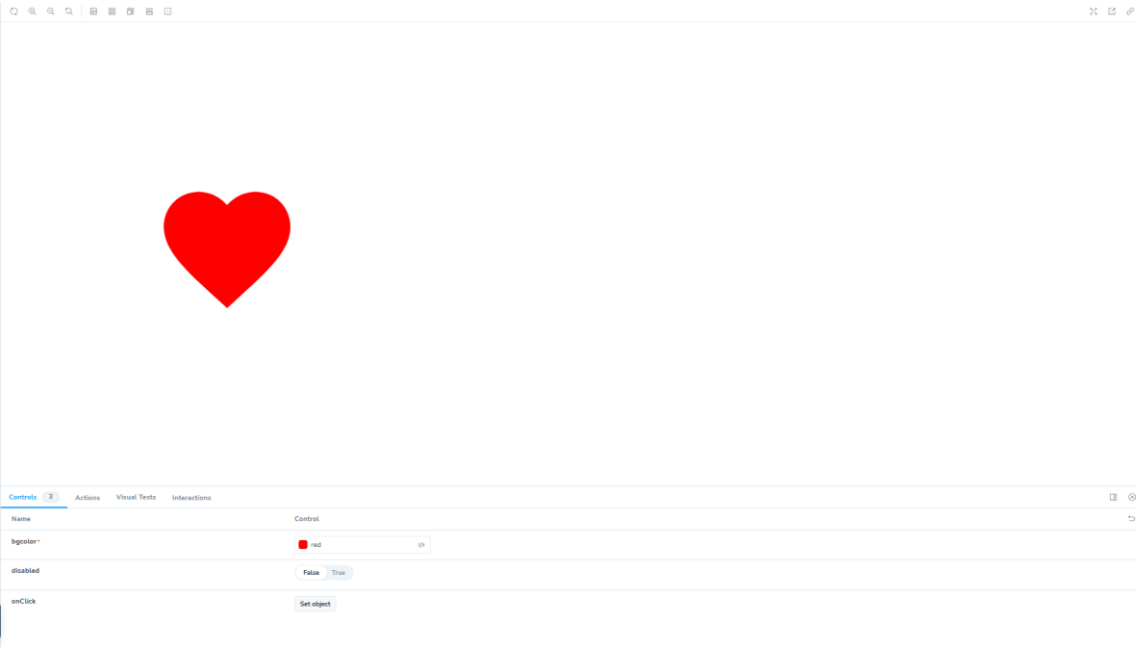 Controls 3 Actions Visual Tests Interactions
Name Control
bgcolor* red
disabled False True
onClick Set object